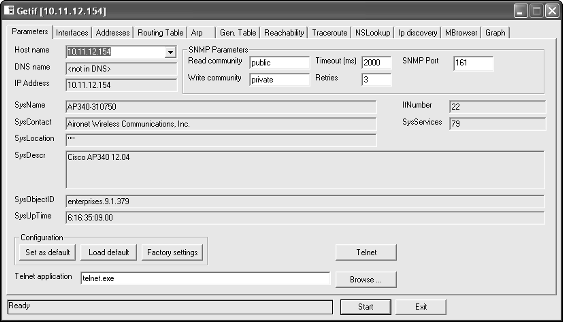 Getif [10.11.12.154]
Parameters Interfaces Addresses Routing Table Arp Gen. Table Reachability Traceroute NSLookup Ip discovery MBrowser Graph
Host name 10.11.12.154
DNS name <not in DNS>
IP Address 10.11.12.154
SNMP Parameters
Read community public Timeout (ms) 2000 SNMP Port 161
Write community private Retries 3
SysName AP340-310750 IfNumber 22
SysContact Aironet Wireless Communications, Inc. SysServices 79
SysLocation
SysDescr Cisco AP340 12.04
SysObjectID enterprises.9.1.379
SysUpTime 6:16:35:09.00
Configuration
Set as default Load default Factory settings Telnet
Telnet application telnet.exe Browse ...
Ready Start Exit